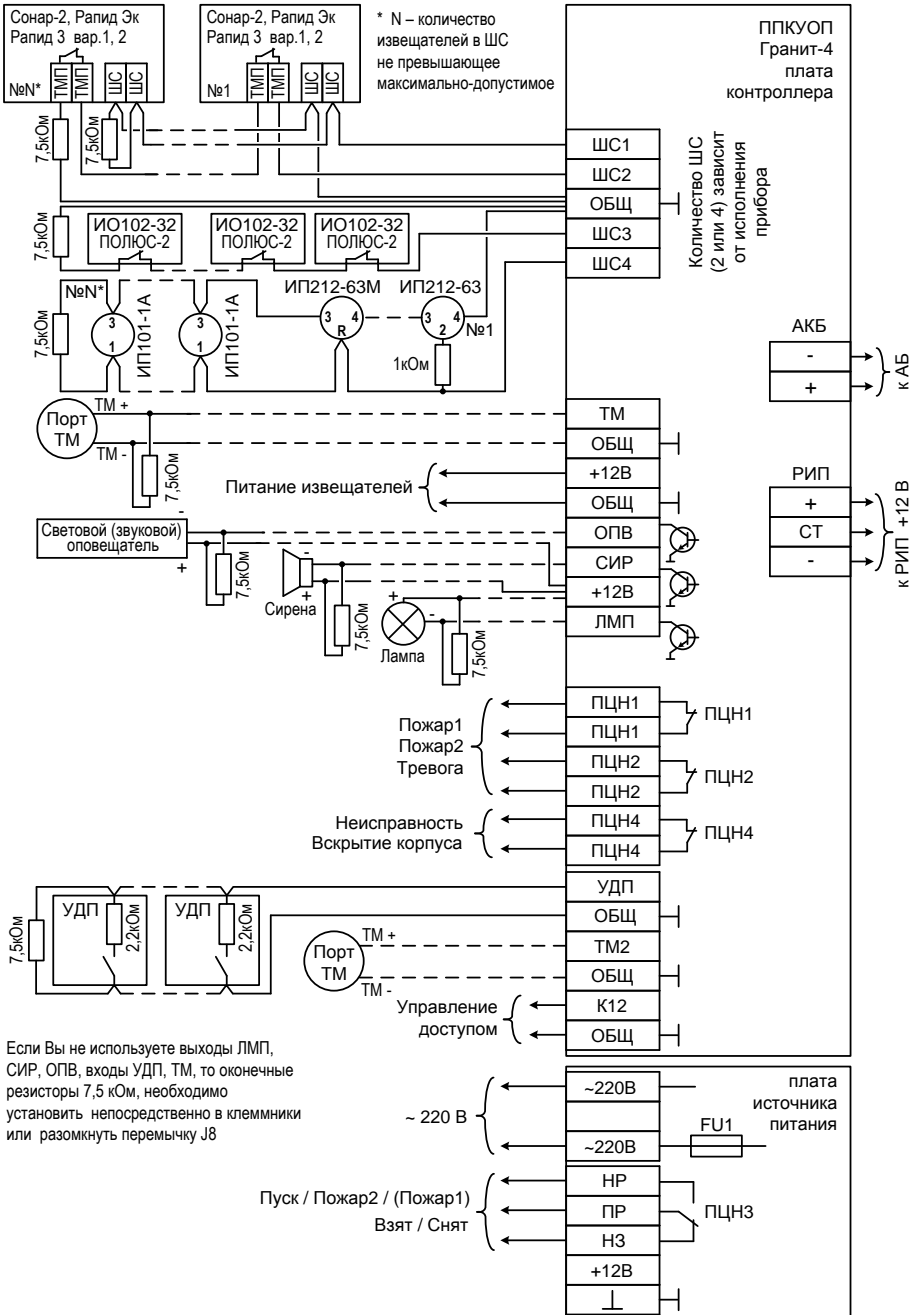 Сонар-2, Рапид Эк
Рапид 3 вар.1, 2
№N*
ТМП
ТМП
ШС
ШС
Сонар-2, Рапид Эк
Рапид 3 вар.1, 2
№1
ТМП
ТМП
ШС
ШС
* N – количество
извещателей в ШС
не превышающее
максимально-допустимое
ППКУОП
Гранит-4
плата
контроллера
7,5кОм
7,5кОм
ШС1
ШС2
ОБЩ
ШС3
ШС4
Количество ШС
(2 или 4) зависит
от исполнения
прибора
7,5кОм
ИО102-32
ПОЛЮС-2
ИО102-32
ПОЛЮС-2
ИО102-32
ПОЛЮС-2
7,5кОм
№N*
3
1
ИП101-1А
3
1
ИП101-1А
ИП212-63М
3
4
R
ИП212-63
3
4
2
№1
1кОм
АКБ
-
+
к АБ
Порт
ТМ
ТМ +
ТМ -
7,5кОм
ТМ
ОБЩ
+12В
ОБЩ
ОПВ
СИР
+12В
ЛМП
Питание извещателей
РИП
+
СТ
-
к РИП +12 В
Световой (звуковой)
оповещатель
-
+
7,5кОм
Сирена
-
+
7,5кОм
Лампа
+
-
7,5кОм
Пожар1
Пожар2
Тревога
ПЦН1
ПЦН1
ПЦН1
ПЦН2
ПЦН2
ПЦН2
Неисправность
Вскрытие корпуса
ПЦН4
ПЦН4
ПЦН4
7,5кОм
УДП
2,2кОм
УДП
2,2кОм
УДП
ОБЩ
ТМ2
ОБЩ
К12
ОБЩ
Порт
ТМ
ТМ +
ТМ -
Управление
доступом
Если Вы не используете выходы ЛМП,
СИР, ОПВ, входы УДП, ТМ, то оконечные
резисторы 7,5 кОм, необходимо
установить непосредственно в клеммники
или разомкнуть перемычку J8
~ 220 В
~220В
~220В
FU1
плата
источника
питания
Пуск / Пожар2 / (Пожар1)
Взят / Снят
НР
ПР
НЗ
ПЦН3
+12В